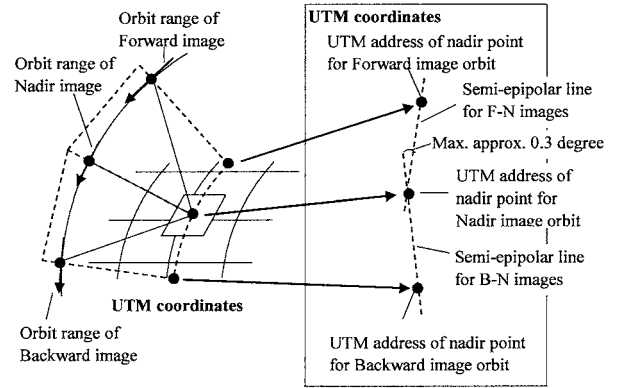 Orbit range of
Forward image
Orbit range of
Nadir image
UTM coordinates
Orbit range of
Backward image
UTM coordinates
UTM address of nadir point
for Forward image orbit
Semi-epipolar line
for F-N images
Max. approx. 0.3 degree
UTM address of
nadir point for
Nadir image orbit
Semi-epipolar line
for B-N images
UTM address of nadir point
for Backward image orbit